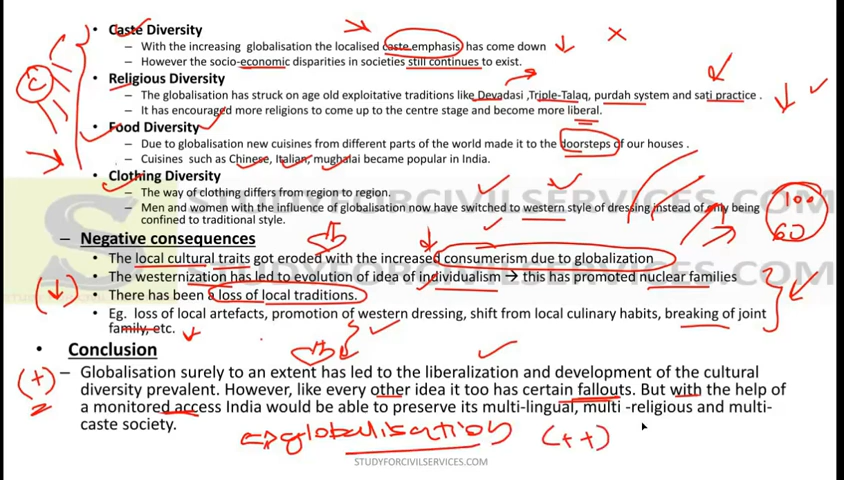 • Caste Diversity
– With the increasing globalisation the localised caste emphasis has come down
– However the socio-economic disparities in societies still continues to exist.
• Religious Diversity
– The globalisation has struck on age old exploitative traditions like Devadasi ,Triple-Talaq, purdah system and sati practice .
– It has encouraged more religions to come up to the centre stage and become more liberal.
• Food Diversity
– Due to globalisation new cuisines from different parts of the world made it to the doorsteps of our houses .
– Cuisines such as Chinese, Italian, mughalai became popular in India.
• Clothing Diversity
– The way of clothing differs from region to region.
– Men and women with the influence of globalisation now have switched to western style of dressing instead of only being
confined to traditional style.
100
60
– Negative consequences
• The local cultural traits got eroded with the increased consumerism due to globalization
• The westernization has led to evolution of idea of individualism → this has promoted nuclear families
• There has been a loss of local traditions.
• Eg. loss of local artefacts, promotion of western dressing, shift from local culinary habits, breaking of joint
family, etc.
• Conclusion
– Globalisation surely to an extent has led to the liberalization and development of the cultural
diversity prevalent. However, like every other idea it too has certain fallouts. But with the help of
a monitored access India would be able to preserve its multi-lingual, multi -religious and multi-
caste society.
(+)
⇒ globalisation (++)
STUDYFORCIVILSERVICES.COM
STUDYFORCIVILSERVICES.COM
STUDYFORCIVILSERVICES.COM